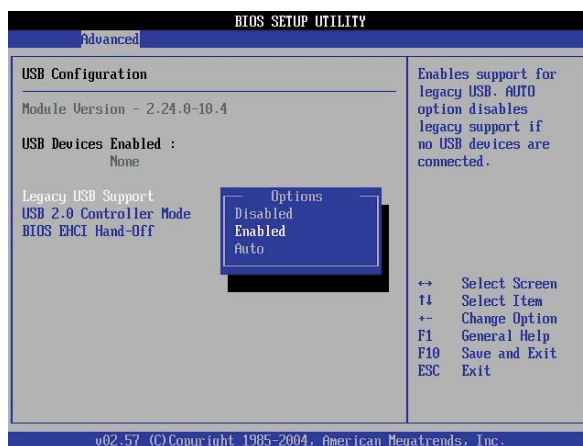 BIOS SETUP UTILITY
Advanced
USB Configuration
Module Version - 2.24.0-10.4
USB Devices Enabled :
None
Legacy USB Support
USB 2.0 Controller Mode
BIOS EHCI Hand-Off
Options
Disabled
Enabled
Auto
Enables support for
legacy USB. AUTO
option disables
legacy support if
no USB devices are
connected.
↔ Select Screen
↑↓ Select Item
+- Change Option
F1 General Help
F10 Save and Exit
ESC Exit
v02.57 (C)Copyright 1985-2004, American Megatrends, Inc.